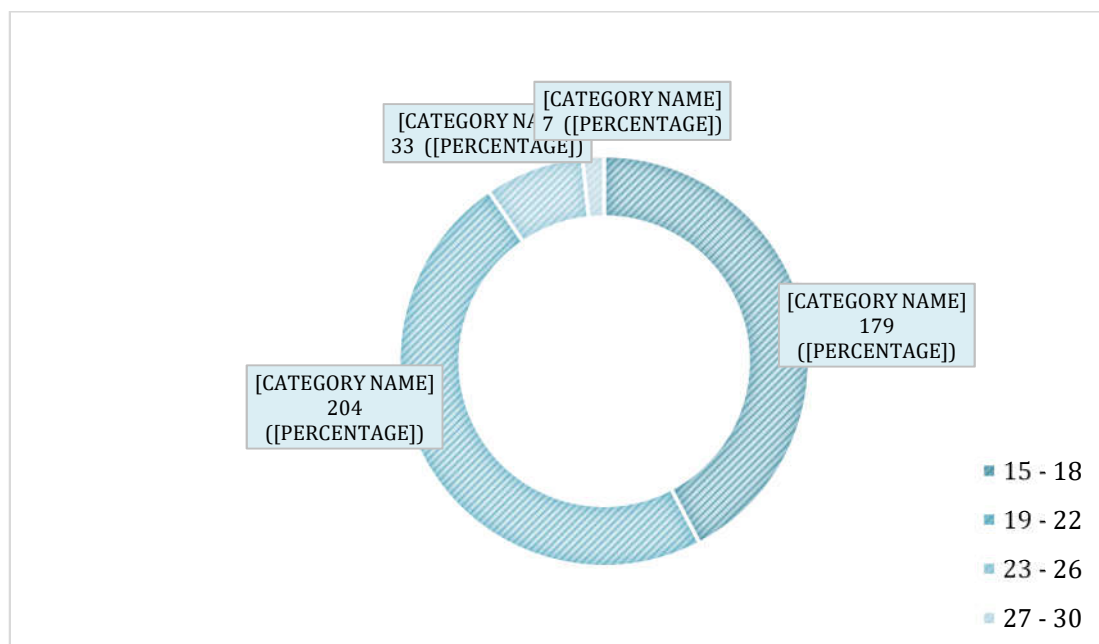 [CATEGORY NAME]
7 ([PERCENTAGE])
[CATEGORY NA
33 ([PERCENTAGE])
[CATEGORY NAME]
179
([PERCENTAGE])
[CATEGORY NAME]
204
([PERCENTAGE])
15 - 18
19 - 22
23 - 26
27 - 30